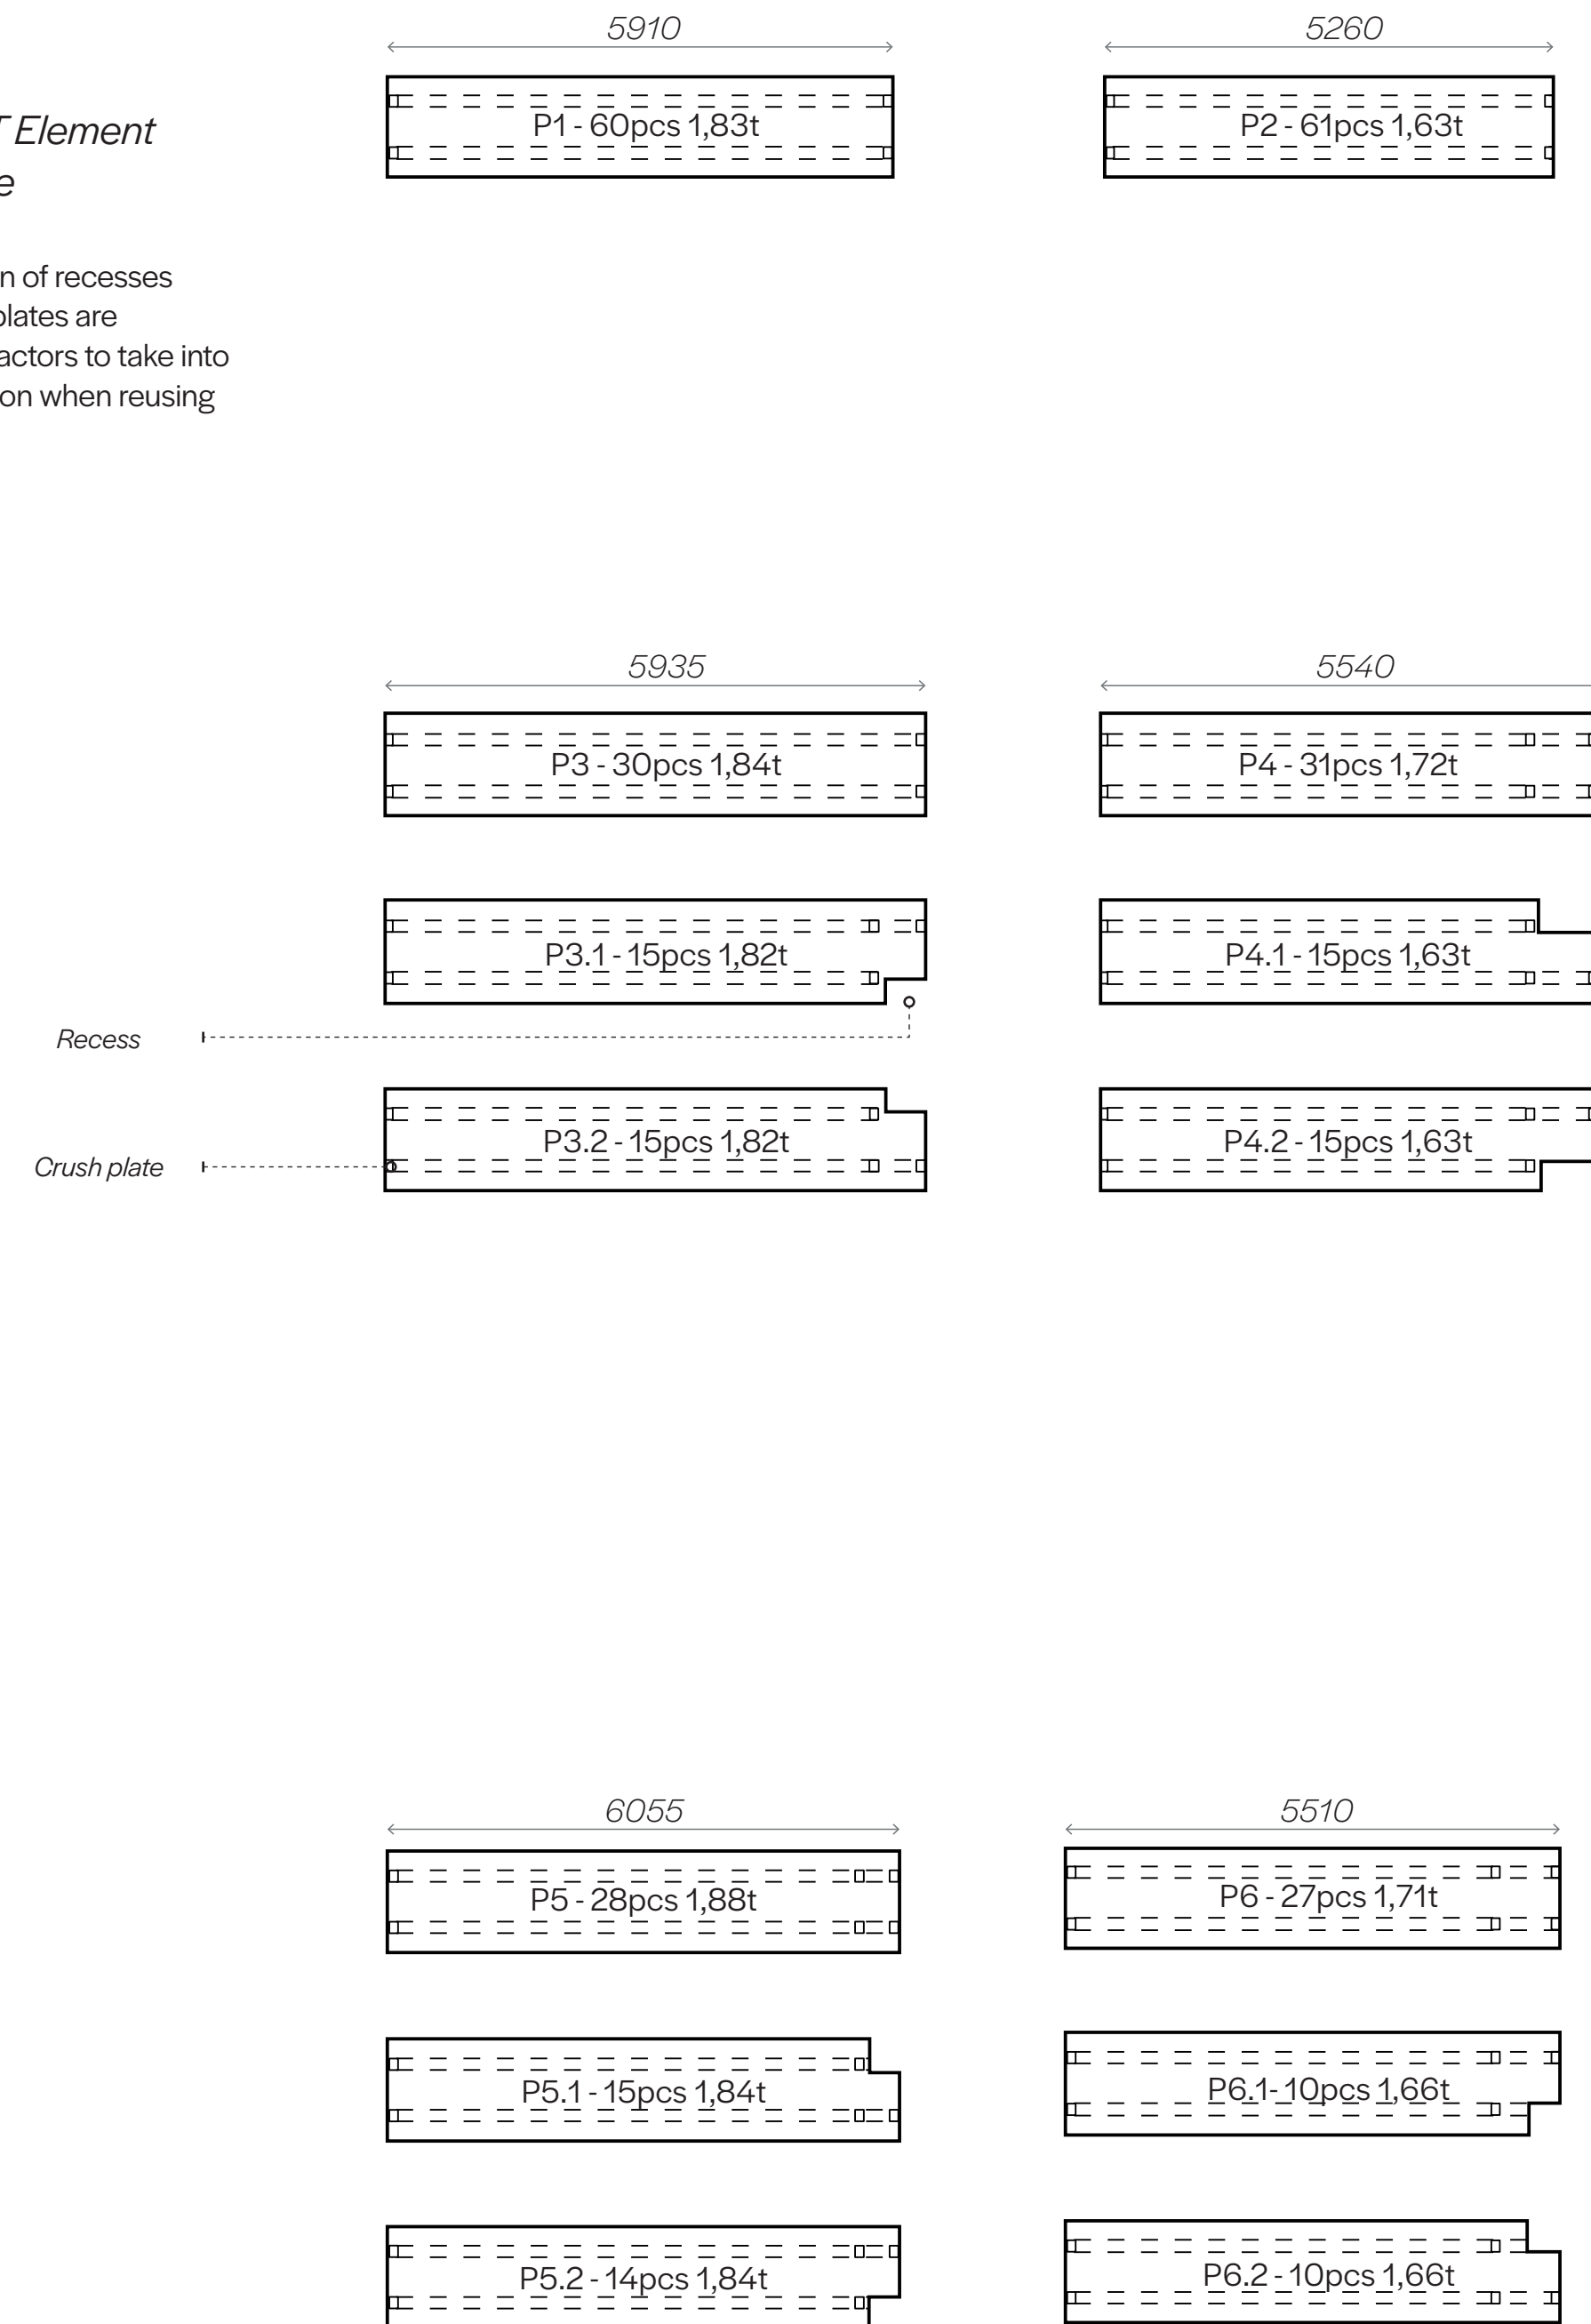 5910
5260
Element
P1 - 60pcs 1,83t
P2 - 61pcs 1,63t
of recesses
are
to take into
when reusing
5935
5540
P3 - 30pcs 1,84t
P4 - 31pcs 1,72t
P3.1 - 15pcs 1,82t
P4.1 - 15pcs 1,63t
Recess
P3.2 - 15pcs 1,82t
P4.2 - 15pcs 1,63t
Crush plate
6055
5510
P5 - 28pcs 1,88t
P6 - 27pcs 1,71t
P5.1 - 15pcs 1,84t
P6.1- 10pcs 1,66t
P5.2 - 14pcs 1,84t
P6.2 - 10pcs 1,66t